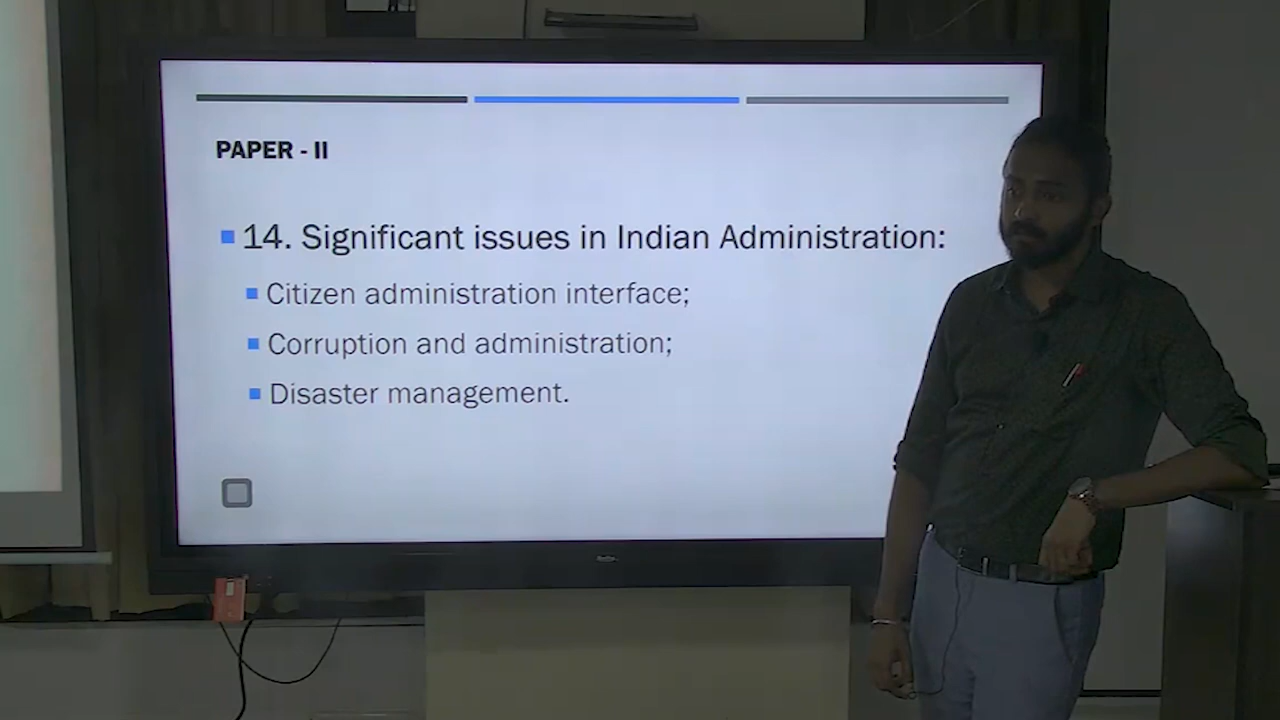 PAPER - II
14. Significant issues in Indian Administration:
Citizen administration interface;
Corruption and administration;
Disaster management.